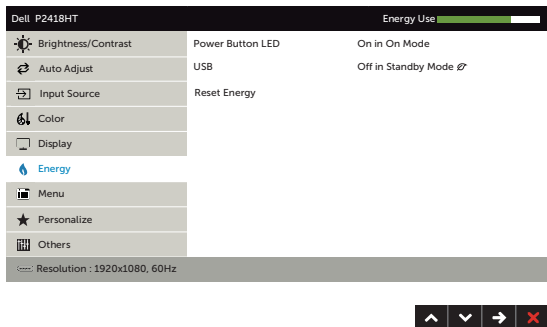 Dell P2418HT Energy Use
Brightness/Contrast Power Button LED On in On Mode
Auto Adjust USB Off in Standby Mode
Input Source Reset Energy
Color
Display
Energy
Menu
Personalize
Others
Resolution : 1920x1080, 60Hz